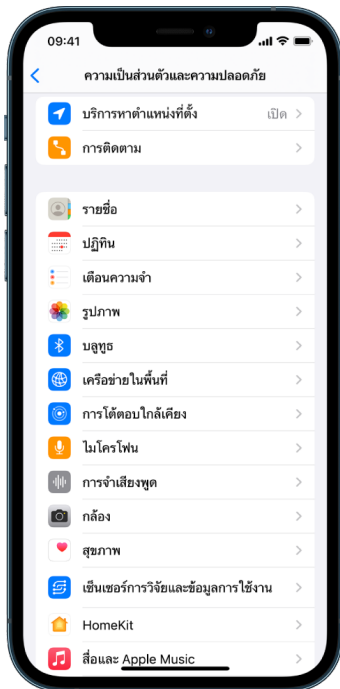 09:41
ความเป็นส่วนตัวและความปลอดภัย
บริการหาตำแหน่งที่ตั้ง เปิด
การติดตาม
รายชื่อ
ปฏิทิน
เตือนความจำ
รูปภาพ
บลูทูธ
เครือข่ายในพื้นที่
การโต้ตอบใกล้เคียง
ไมโครโฟน
การจำเสียงพูด
กล้อง
สุขภาพ
เซ็นเซอร์การวิจัยและข้อมูลการใช้งาน
HomeKit
สื่อและ Apple Music